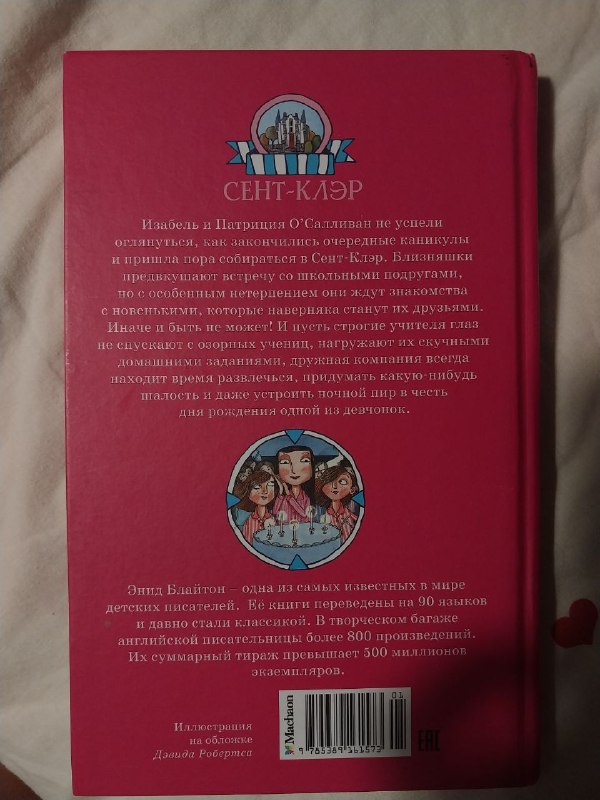 СЕНТ-КЛЭР
Изабель и Патриция О'Салливан не успели
оглянуться, как закончились очередные каникулы
и пришла пора собираться в Сент-Клэр. Близняшки
предвкушают встречу со школьными подругами,
но с особенным нетерпением они ждут знакомства
с новенькими, которые наверняка станут их друзьями.
Иначе и быть не может! И пусть строгие учителя глаз
не спускают с озорных учениц, нагружают их скучными
домашними заданиями, дружная компания всегда
находит время развлечься, придумать какую-нибудь
шалость и даже устроить ночной пир в честь
дня рождения одной из девчонок.
Энид Блайтон – одна из самых известных в мире
детских писателей. Её книги переведены на 90 языков
и давно стали классикой. В творческом багаже
английской писательницы более 800 произведений.
Их суммарный тираж превышает 500 миллионов
экземпляров.
Иллюстрация
на обложке
Дэвида Робертса
Machaon
01
9 785389 161573
EAC